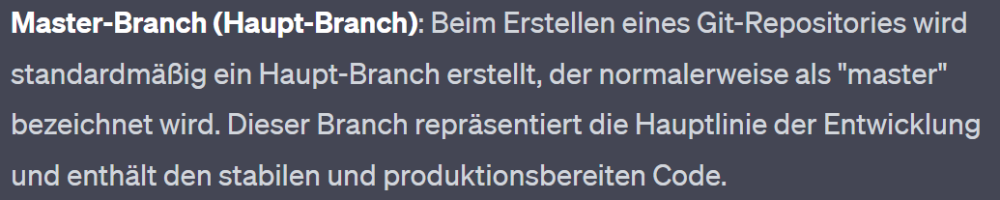 Master-Branch (Haupt-Branch): Beim Erstellen eines Git-Repositories wird
standardmäßig ein Haupt-Branch erstellt, der normalerweise als "master"
bezeichnet wird. Dieser Branch repräsentiert die Hauptlinie der Entwicklung
und enthält den stabilen und produktionsbereiten Code.